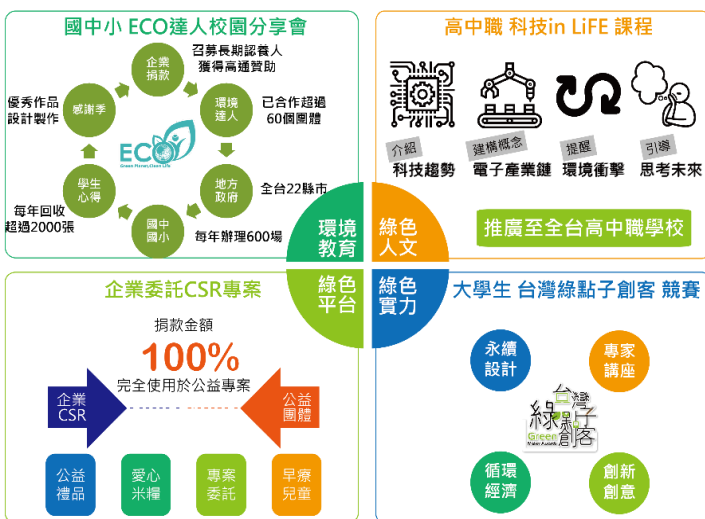 國中小 ECO達人校園分享會
企業
捐款
召募長期認養人
獲得高通贊助
環境
達人
已合作超過
60個團體
地方
政府
全台22縣市
國中
國小
每年辦理600場
學生
心得
每年回收
超過2000張
感謝季
優秀作品
設計製作
ECO
Green Planet,Clean Life
環境
教育
高中職 科技in LiFE 課程
介紹
科技趨勢
建構概念
電子產業鏈
提醒
環境衝擊
引導
思考未來
推廣至全台高中職學校
綠色
人文
企業委託CSR專案
綠色
平台
捐款金額
100%
完全使用於公益專案
企業
CSR
公益
團體
公益
禮品
愛心
米糧
專案
委託
早療
兒童
綠色
實力
大學生 台灣綠點子創客 競賽
永續
設計
專家
講座
台灣
綠點子
Green
創客
循環
經濟
創新
創意